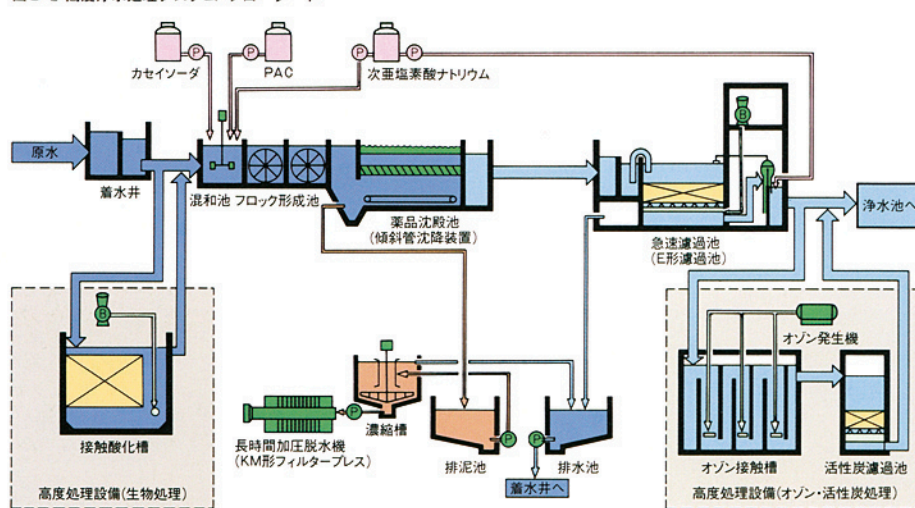 カセイソーダ
P
PAC
P
P
次亜塩素酸ナトリウム
P
B
原水
着水井
混和池
フロック形成池
薬品沈殿池
(傾斜管沈降装置)
急速濾過池
(E形濾過池)
浄水池へ
B
接触酸化槽
高度処理設備(生物処理)
長時間加圧脱水機
(KM形フィルタープレス)
P
濃縮槽
P
排泥池
P
排水池
着水井へ
オゾン発生機
オゾン接触槽
活性炭濾過池
高度処理設備(オゾン・活性炭処理)